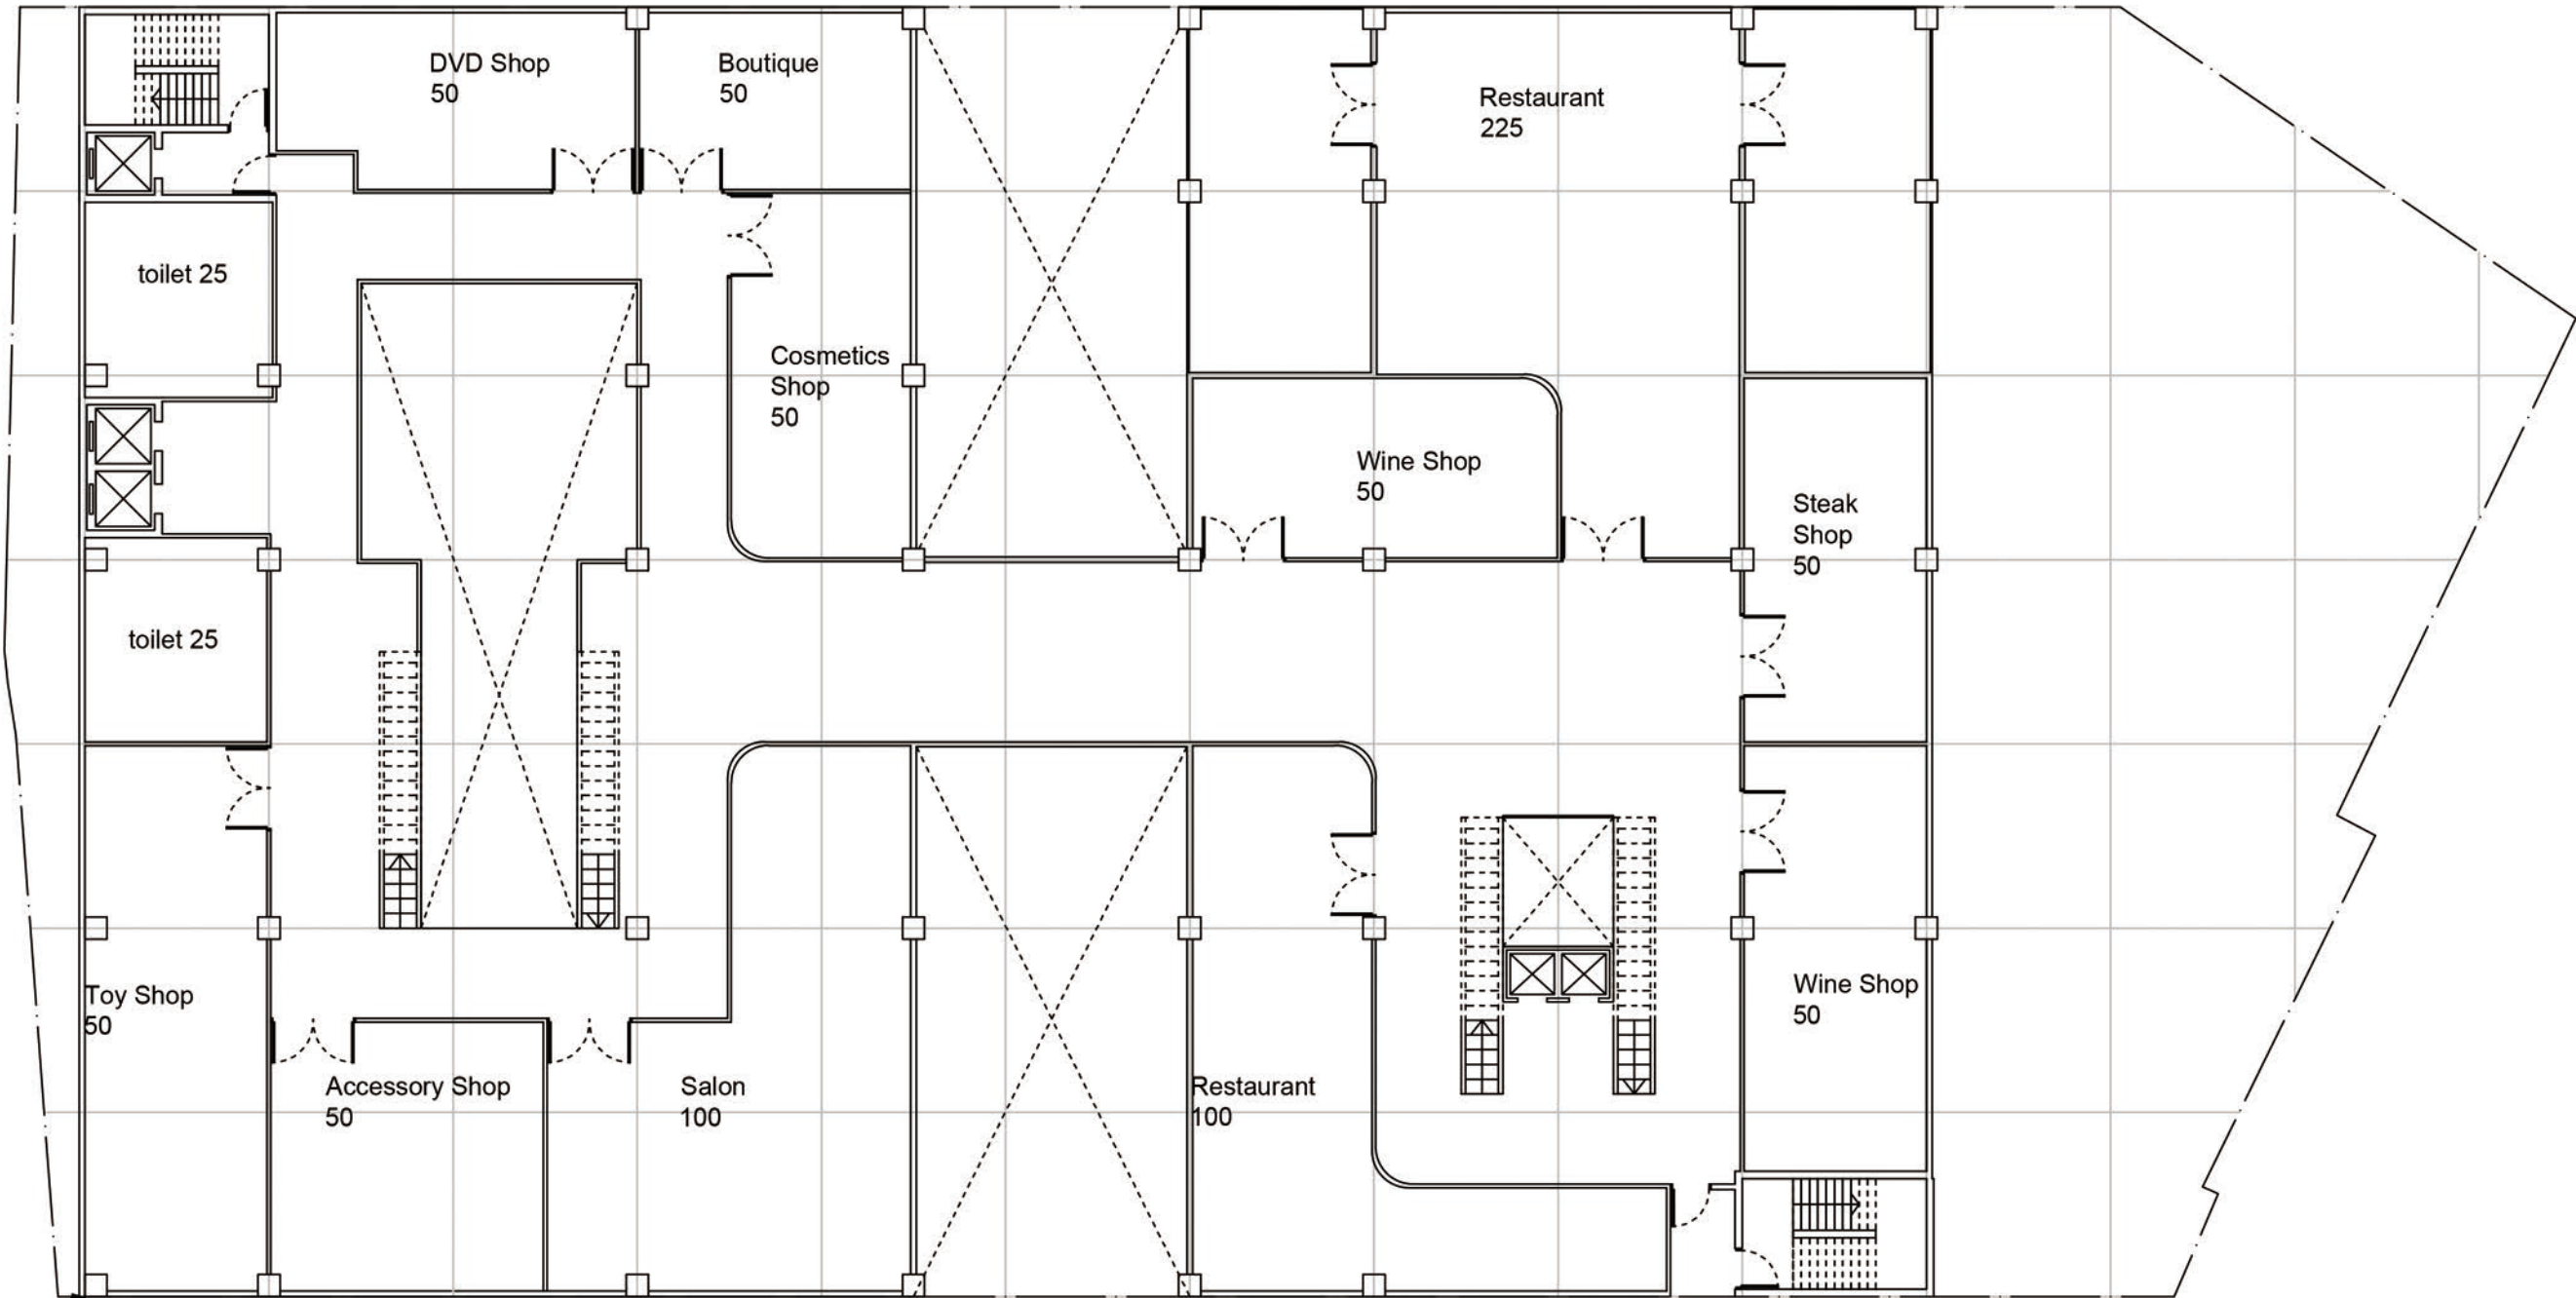 DVD Shop
50
Boutique
50
Restaurant
225
toilet 25
Cosmetics
Shop
50
Wine Shop
50
Steak
Shop
50
toilet 25
Toy Shop
50
Wine Shop
50
Accessory Shop
50
Salon
100
Restaurant
100